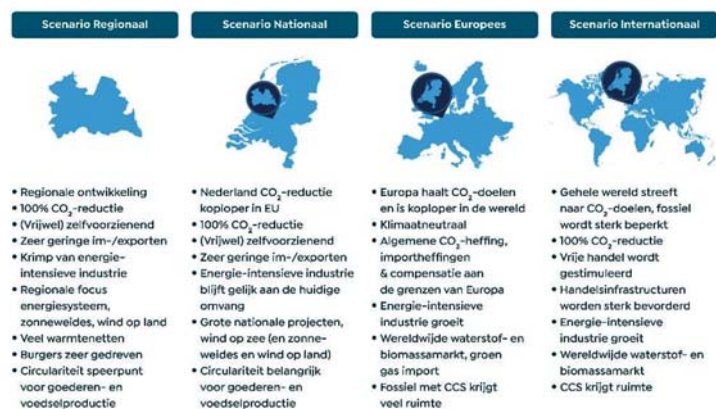 Scenario Regionaal
• Regionale ontwikkeling
• 100% CO₂-reductie
• (Vrijwel) zelfvoorzienend
• Zeer geringe im-/exporten
• Krimp van energie-
intensieve industrie
• Regionale focus
energiesysteem,
zonneweides, wind op land
• Veel warmtenetten
• Burgers zeer gedreven
• Circulariteit speerpunt
voor goederen- en
voedselproductie
Scenario Nationaal
• Nederland CO₂-reductie
koploper in EU
• 100% CO₂-reductie
• (Vrijwel) zelfvoorzienend
• Zeer geringe im-/exporten
• Energie-intensieve industrie
blijft gelijk aan de huidige
omvang
• Grote nationale projecten,
wind op zee (en zonne-
weides en wind op land)
• Circulariteit belangrijk
voor goederen- en
voedselproductie
Scenario Europees
• Europa haalt CO₂-doelen
en is koploper in de wereld
• Klimaatneutraal
• Algemene CO₂-heffing,
importheffingen
& compensatie aan
de grenzen van Europa
• Energie-intensieve
industrie groeit
• Wereldwijde waterstof- en
biomassamarkt, groen
gas import
• Fossiel met CCS krijgt
veel ruimte
Scenario Internationaal
• Gehele wereld streeft
naar CO₂-doelen, fossiel
wordt sterk beperkt
• 100% CO₂-reductie
• Vrije handel wordt
gestimuleerd
• Handelsinfrastructuren
worden sterk bevorderd
• Energie-intensieve
industrie groeit
• Wereldwijde waterstof- en
biomassamarkt
• CCS krijgt ruimte